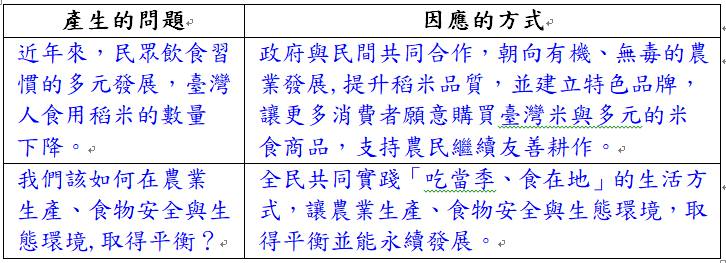 產生的問題
因應的方式
近年來，民眾飲食習
慣的多元發展，臺灣
人食用稻米的數量
下降。
政府與民間共同合作，朝向有機、無毒的農
業發展,提升稻米品質，並建立特色品牌，
讓更多消費者願意購買臺灣米與多元的米
食商品，支持農民繼續友善耕作。
我們該如何在農業
生產、食物安全與生
態環境,取得平衡？
全民共同實踐「吃當季、食在地」的生活方
式，讓農業生產、食物安全與生態環境，取
得平衡並能永續發展。